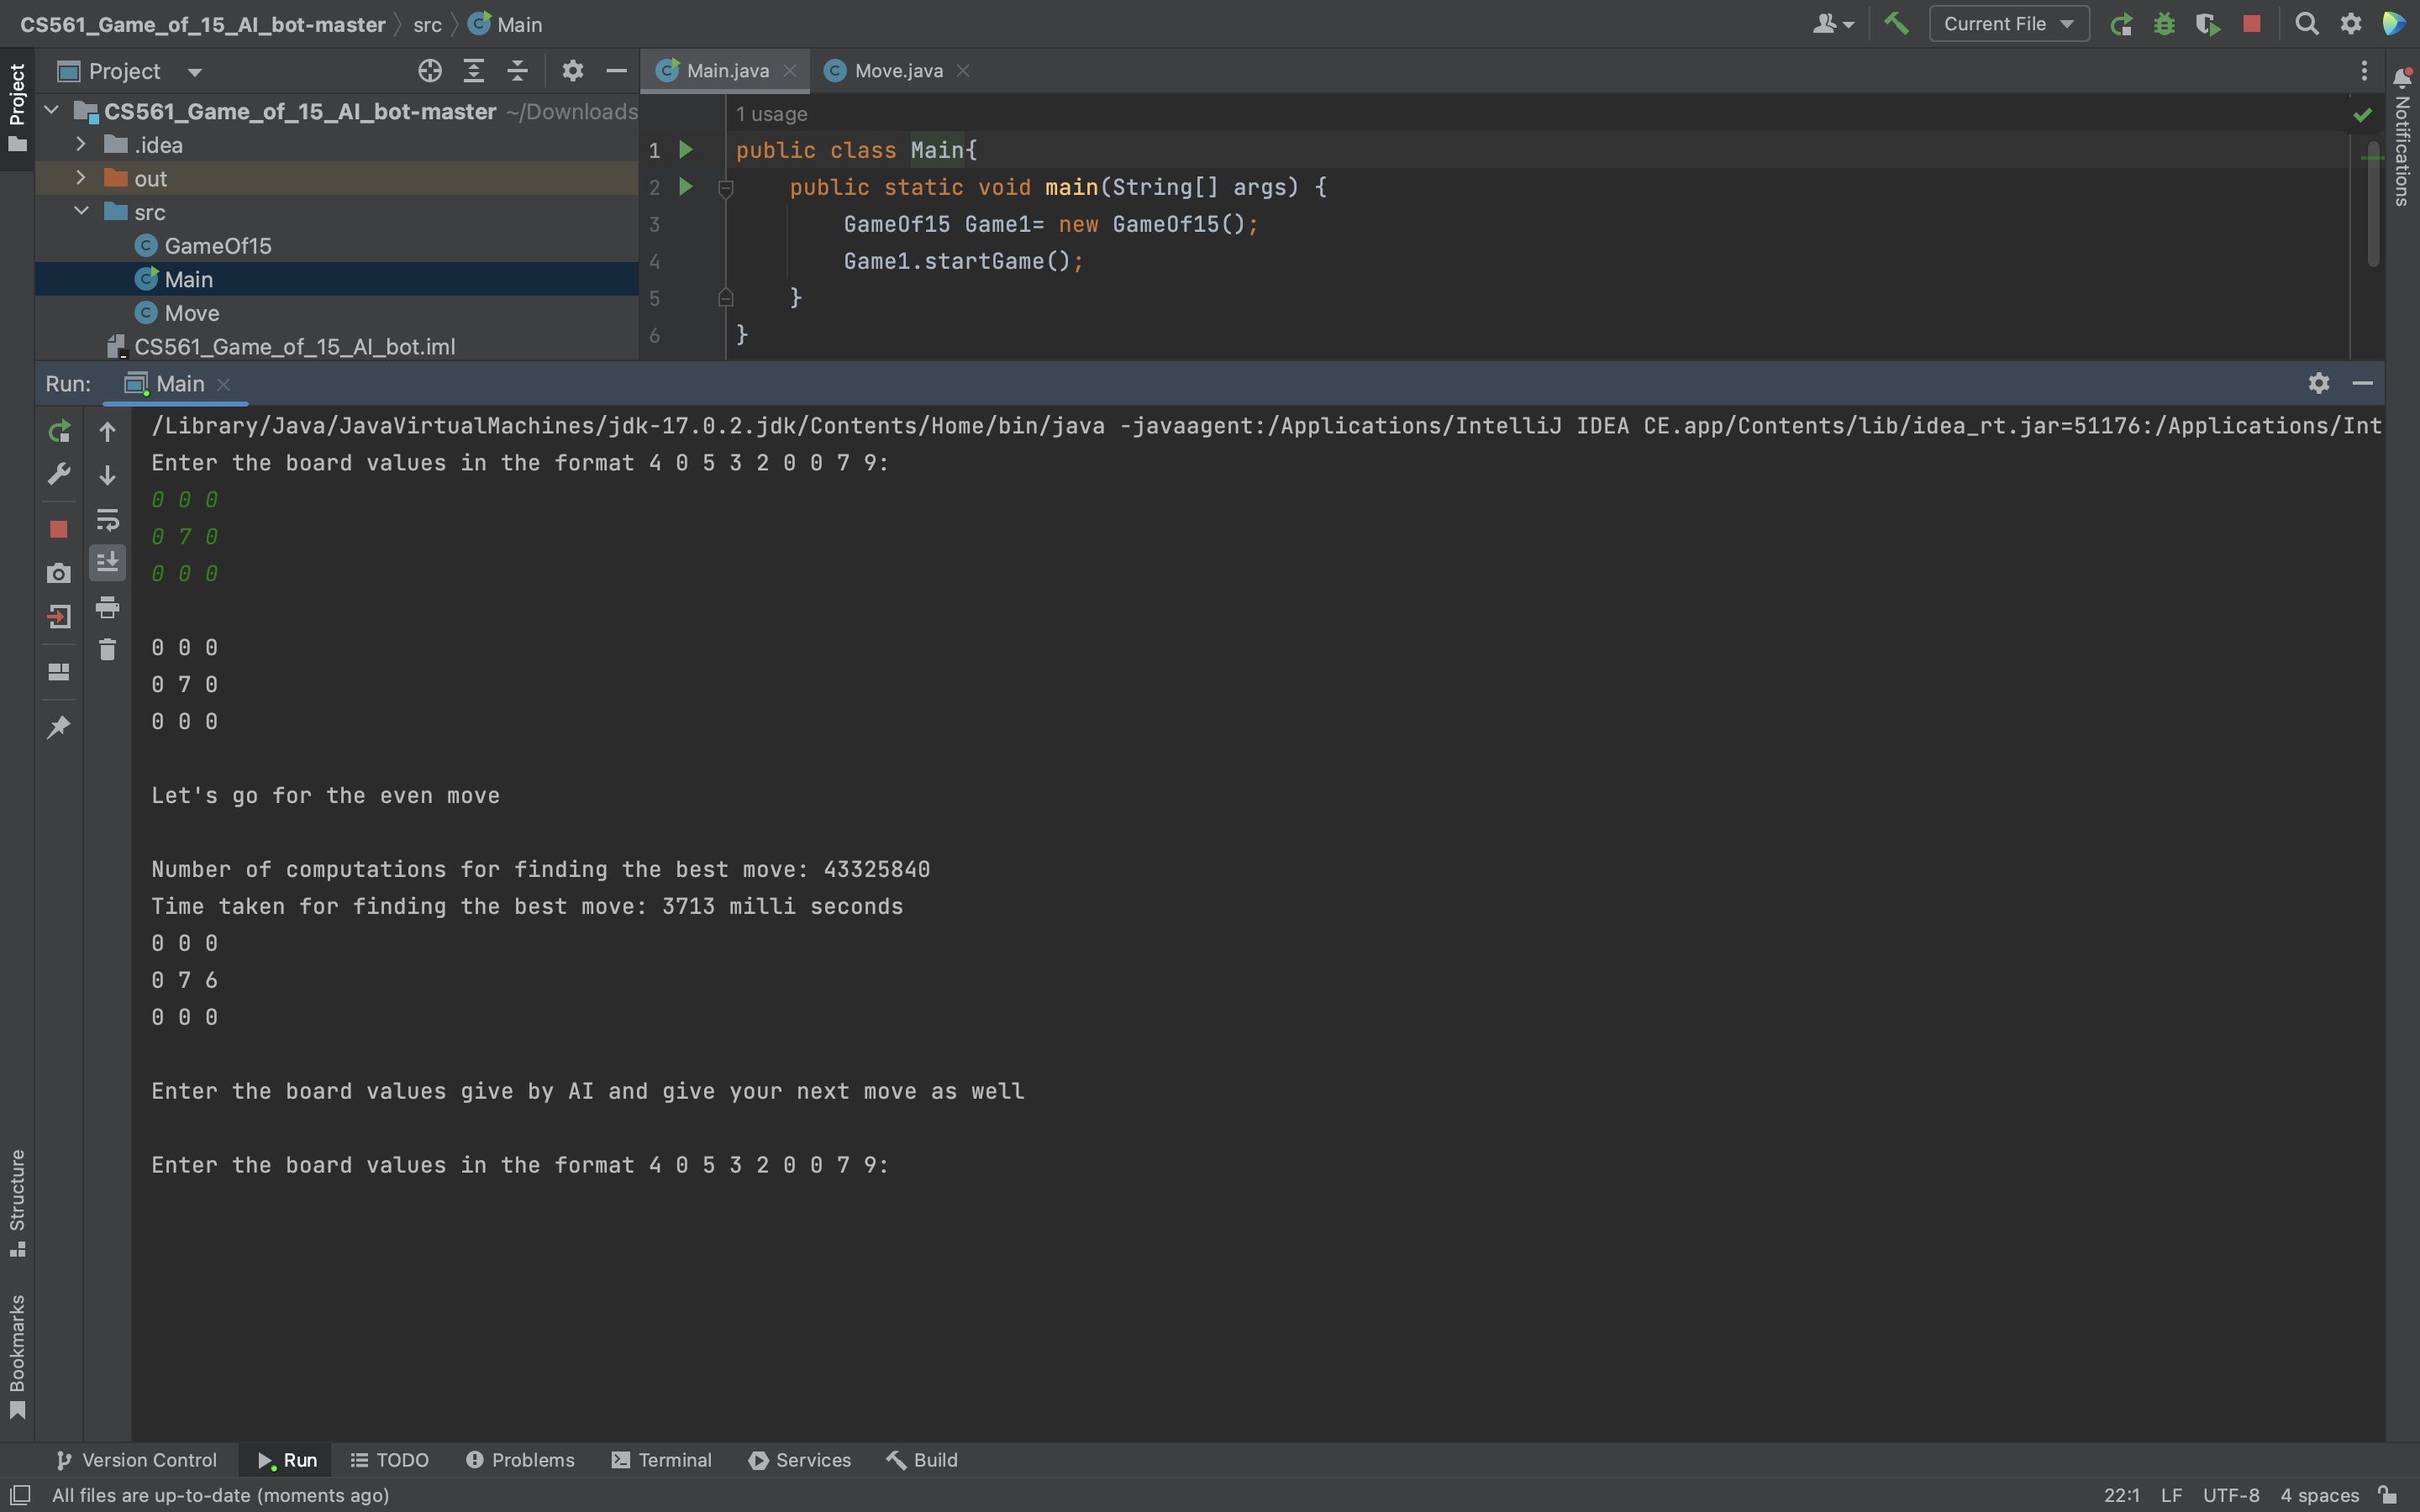 CS561_Game_of_15_AI_bot-master src Main
Current File
Project
Project
CS561_Game_of_15_AI_bot-master ~/Downloads
.idea
out
src
GameOf15
Main
Move
CS561_Game_of_15_AI_bot.iml
Main.java Move.java
1 usage
1 public class Main{
2 public static void main(String[] args) {
3 GameOf15 Game1= new GameOf15();
4 Game1.startGame();
5 }
6 }
Notifications
Run: Main
/Library/Java/JavaVirtualMachines/jdk-17.0.2.jdk/Contents/Home/bin/java -javaagent:/Applications/IntelliJ IDEA CE.app/Contents/lib/idea_rt.jar=51176:/Applications/Int
Enter the board values in the format 4 0 5 3 2 0 0 7 9:
0 0 0
0 7 0
0 0 0
0 0 0
0 7 0
0 0 0
Let's go for the even move
Number of computations for finding the best move: 43325840
Time taken for finding the best move: 3713 milli seconds
0 0 0
0 7 6
0 0 0
Enter the board values give by AI and give your next move as well
Enter the board values in the format 4 0 5 3 2 0 0 7 9:
Structure
Bookmarks
Version Control Run TODO Problems Terminal Services Build
All files are up-to-date (moments ago)
22:1 LF UTF-8 4 spaces